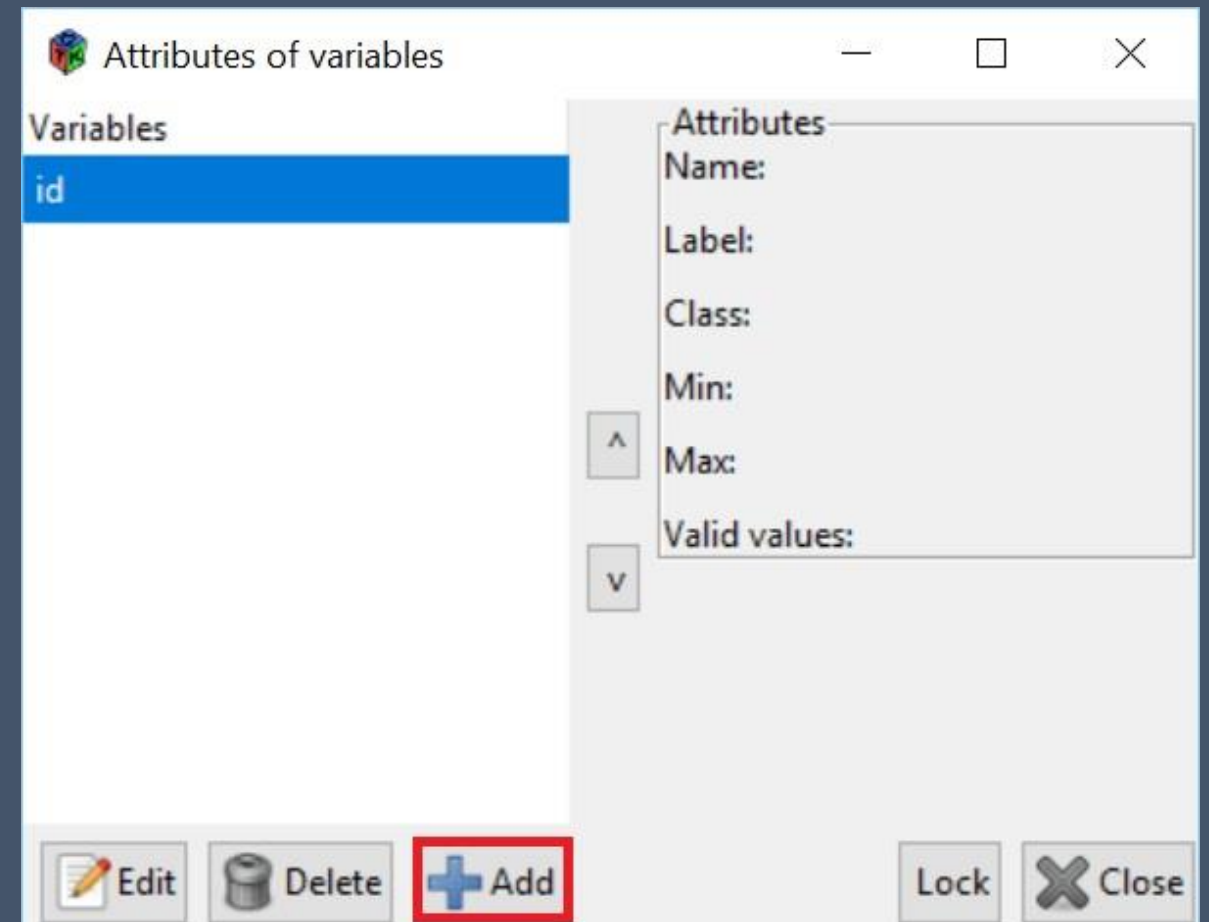 Attributes of variables
Variables
id
Attributes
Name:
Label:
Class:
Min:
Max:
Valid values:
^
v
Edit
Delete
Add
Lock
Close